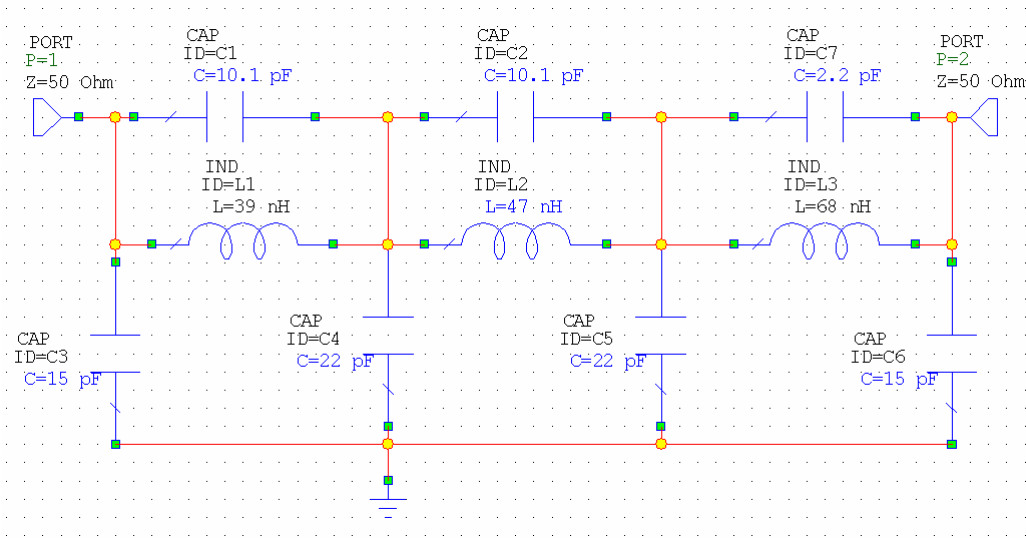 PORT
P=1
Z=50 Ohm
CAP
ID=C1
C=10.1 pF
CAP
ID=C2
C=10.1 pF
CAP
ID=C7
C=2.2 pF
PORT
P=2
Z=50 Ohm
IND
ID=L1
L=39 nH
IND
ID=L2
L=47 nH
IND
ID=L3
L=68 nH
CAP
ID=C3
C=15 pF
CAP
ID=C4
C=22 pF
CAP
ID=C5
C=22 pF
CAP
ID=C6
C=15 pF